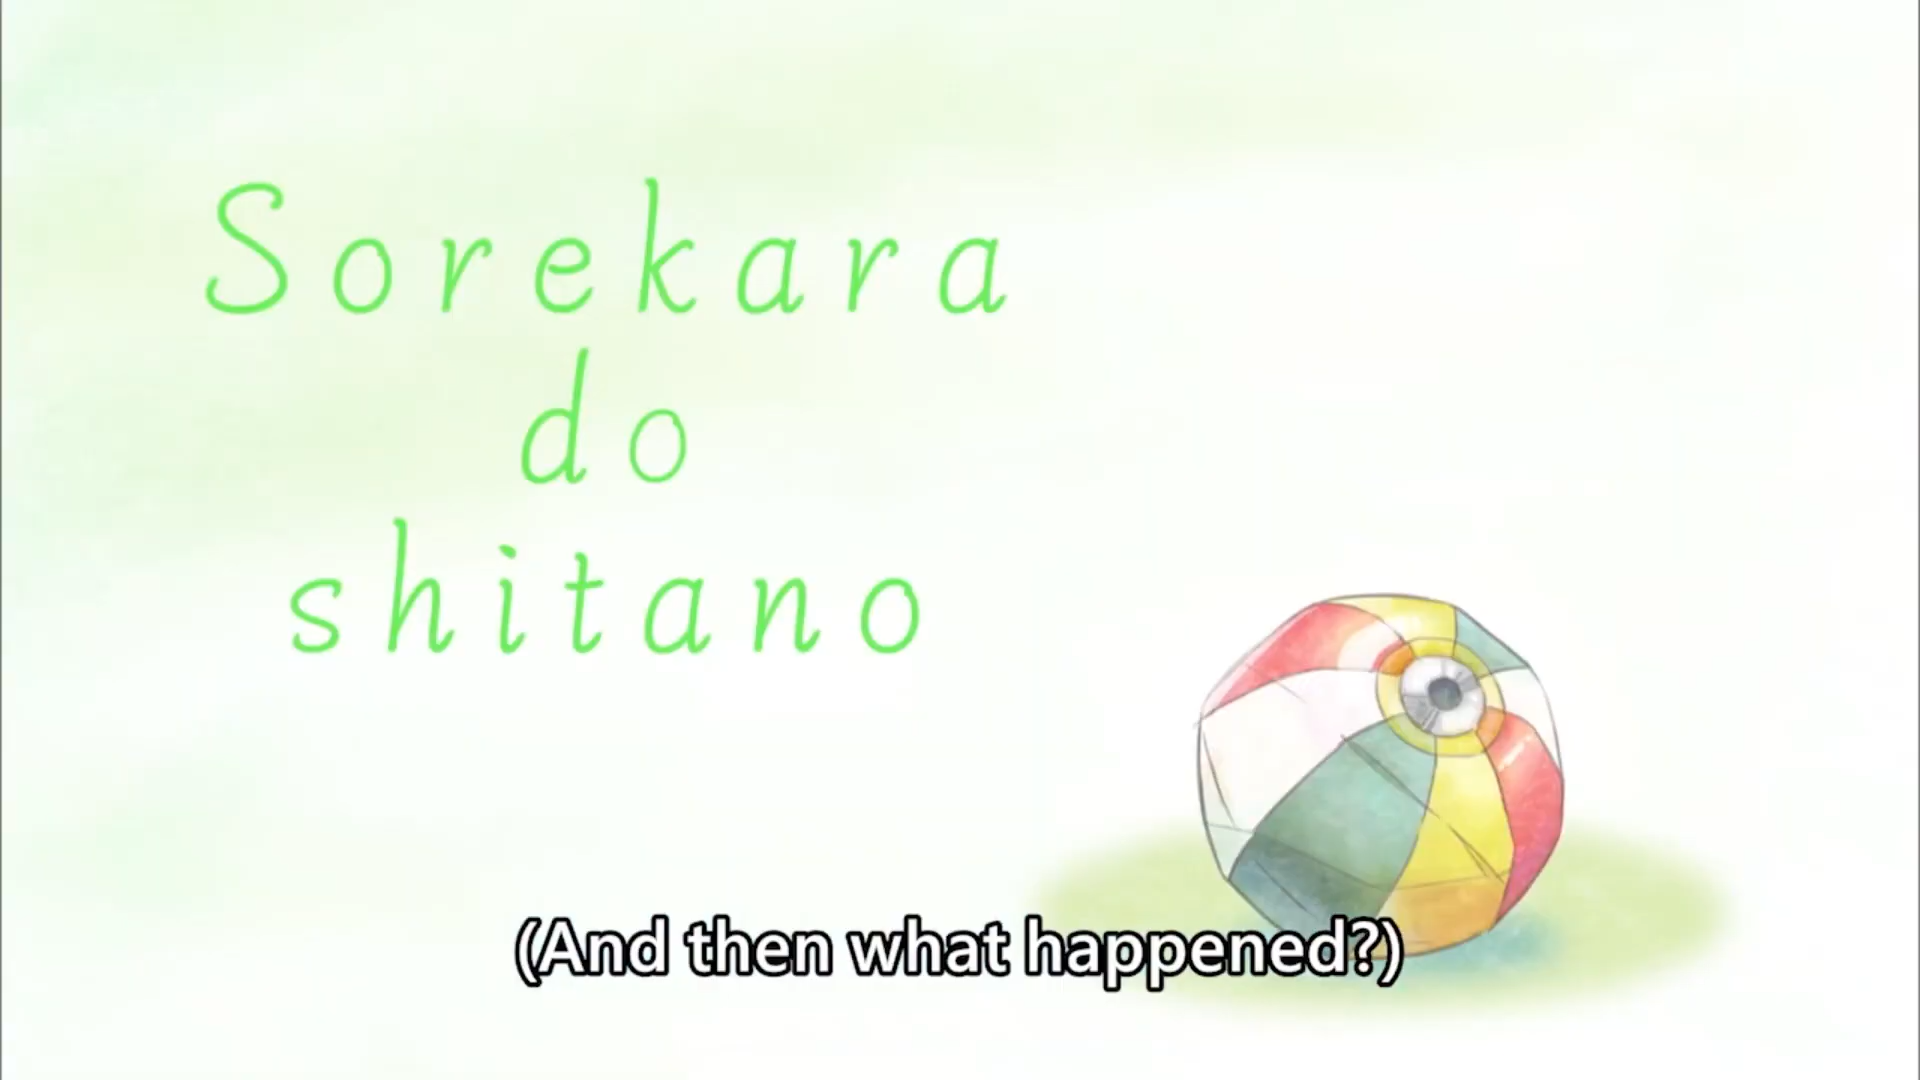 Sorekara
do
shitano
(And then what happened?)